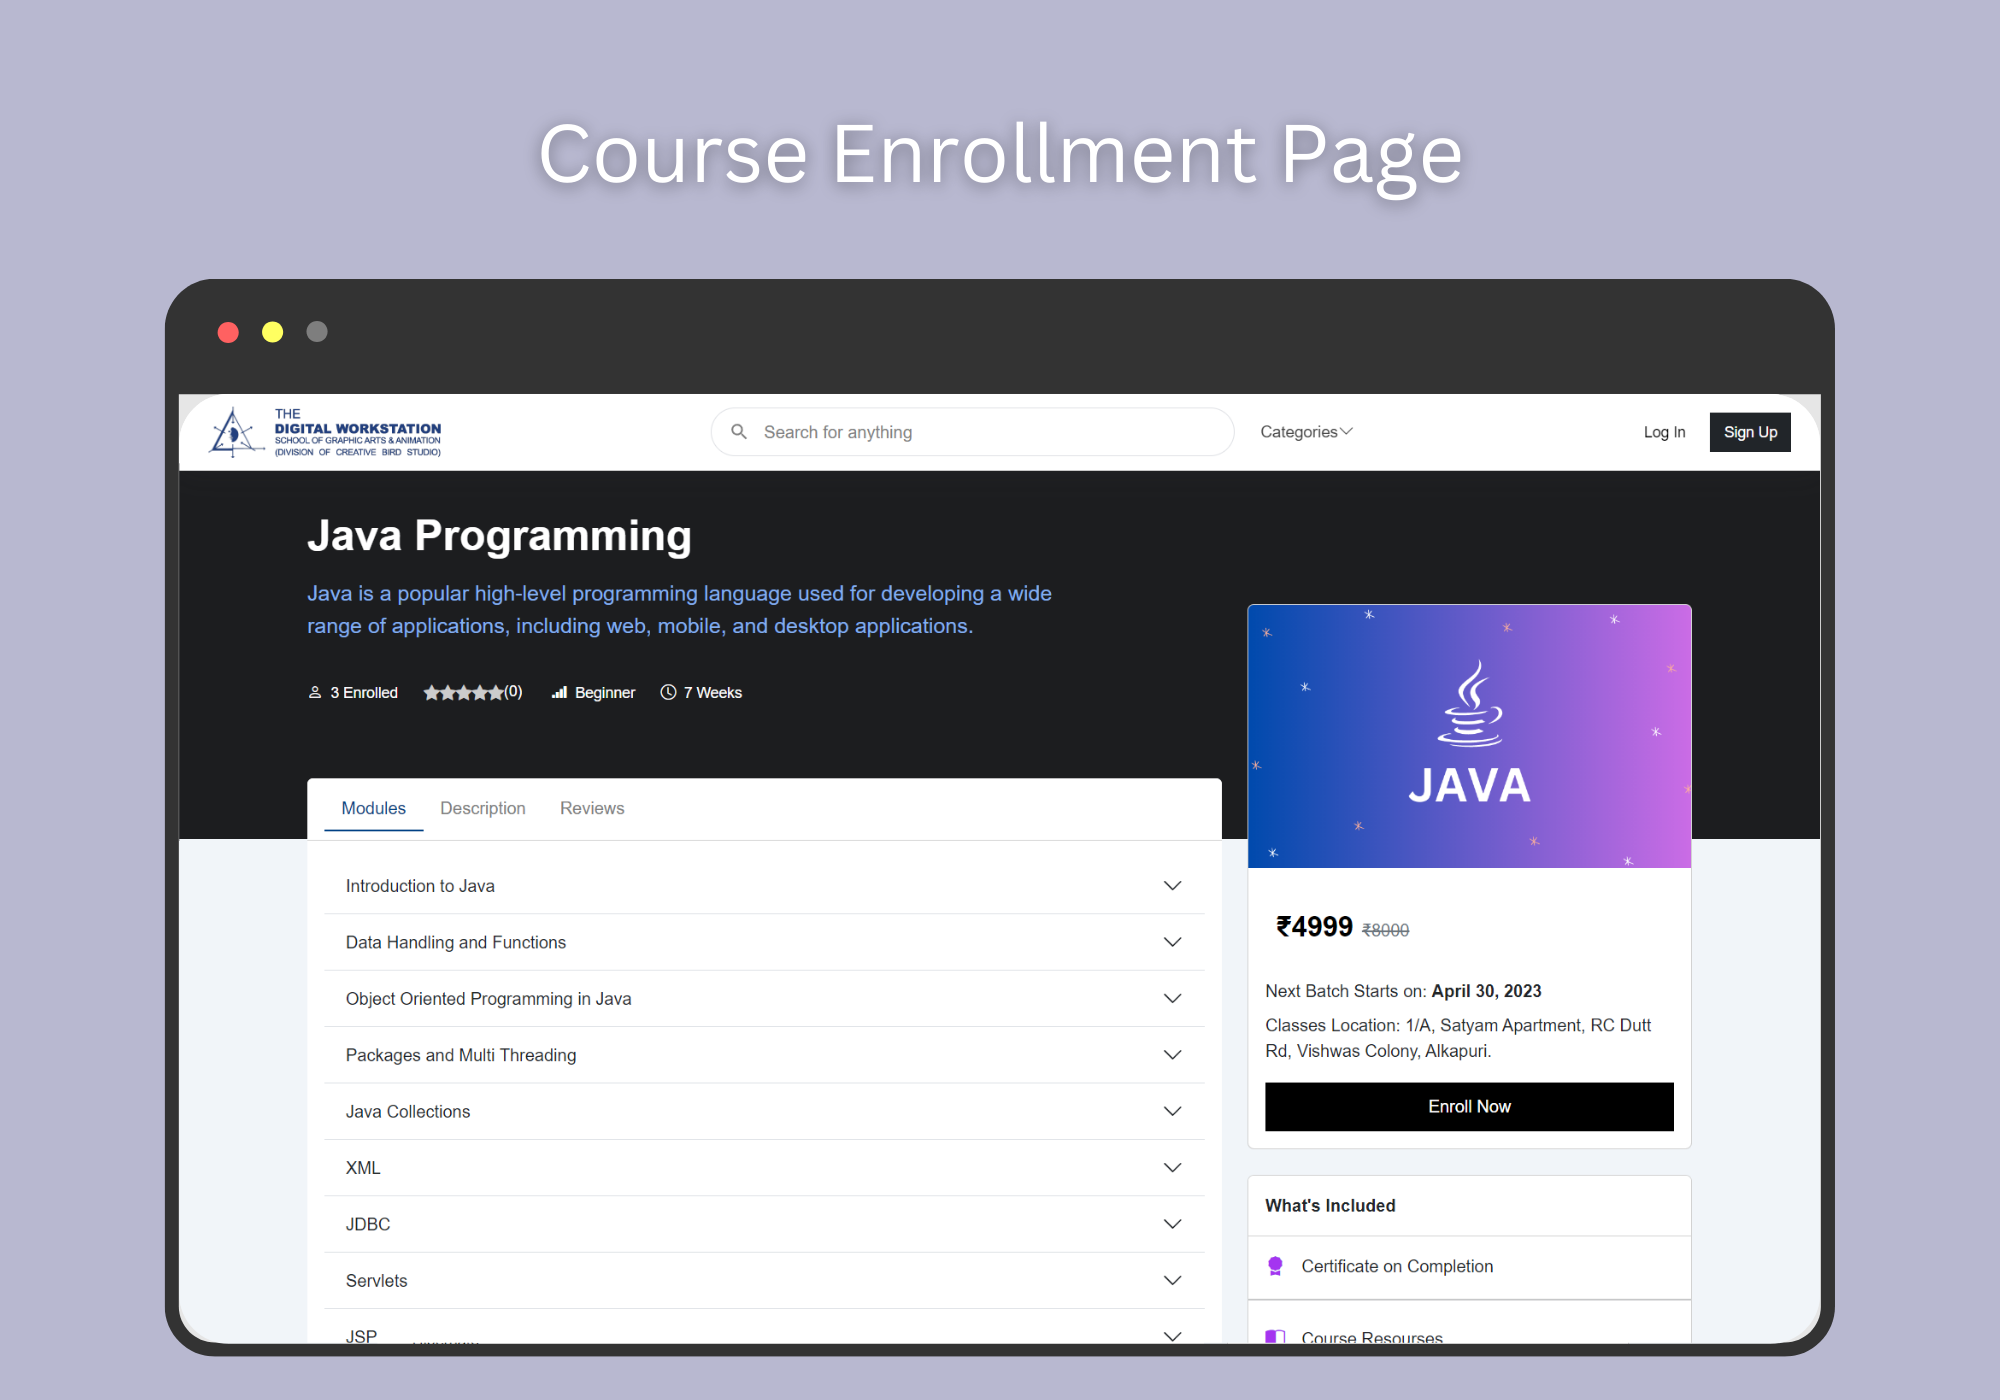 Course Enrollment Page
THE
DIGITAL WORKSTATION
SCHOOL OF GRAPHIC ARTS & ANIMATION
(DIVISION OF CREATIVE BIRD STUDIO)
Search for anything
Categories
Log In
Sign Up
Java Programming
Java is a popular high-level programming language used for developing a wide
range of applications, including web, mobile, and desktop applications.
3 Enrolled
(0)
Beginner
7 Weeks
Modules
Description
Reviews
Introduction to Java
Data Handling and Functions
Object Oriented Programming in Java
Packages and Multi Threading
Java Collections
XML
JDBC
Servlets
JSP
JAVA
₹4999 ₹8000
Next Batch Starts on: April 30, 2023
Classes Location: 1/A, Satyam Apartment, RC Dutt
Rd, Vishwas Colony, Alkapuri.
Enroll Now
What's Included
Certificate on Completion
Course Resourses